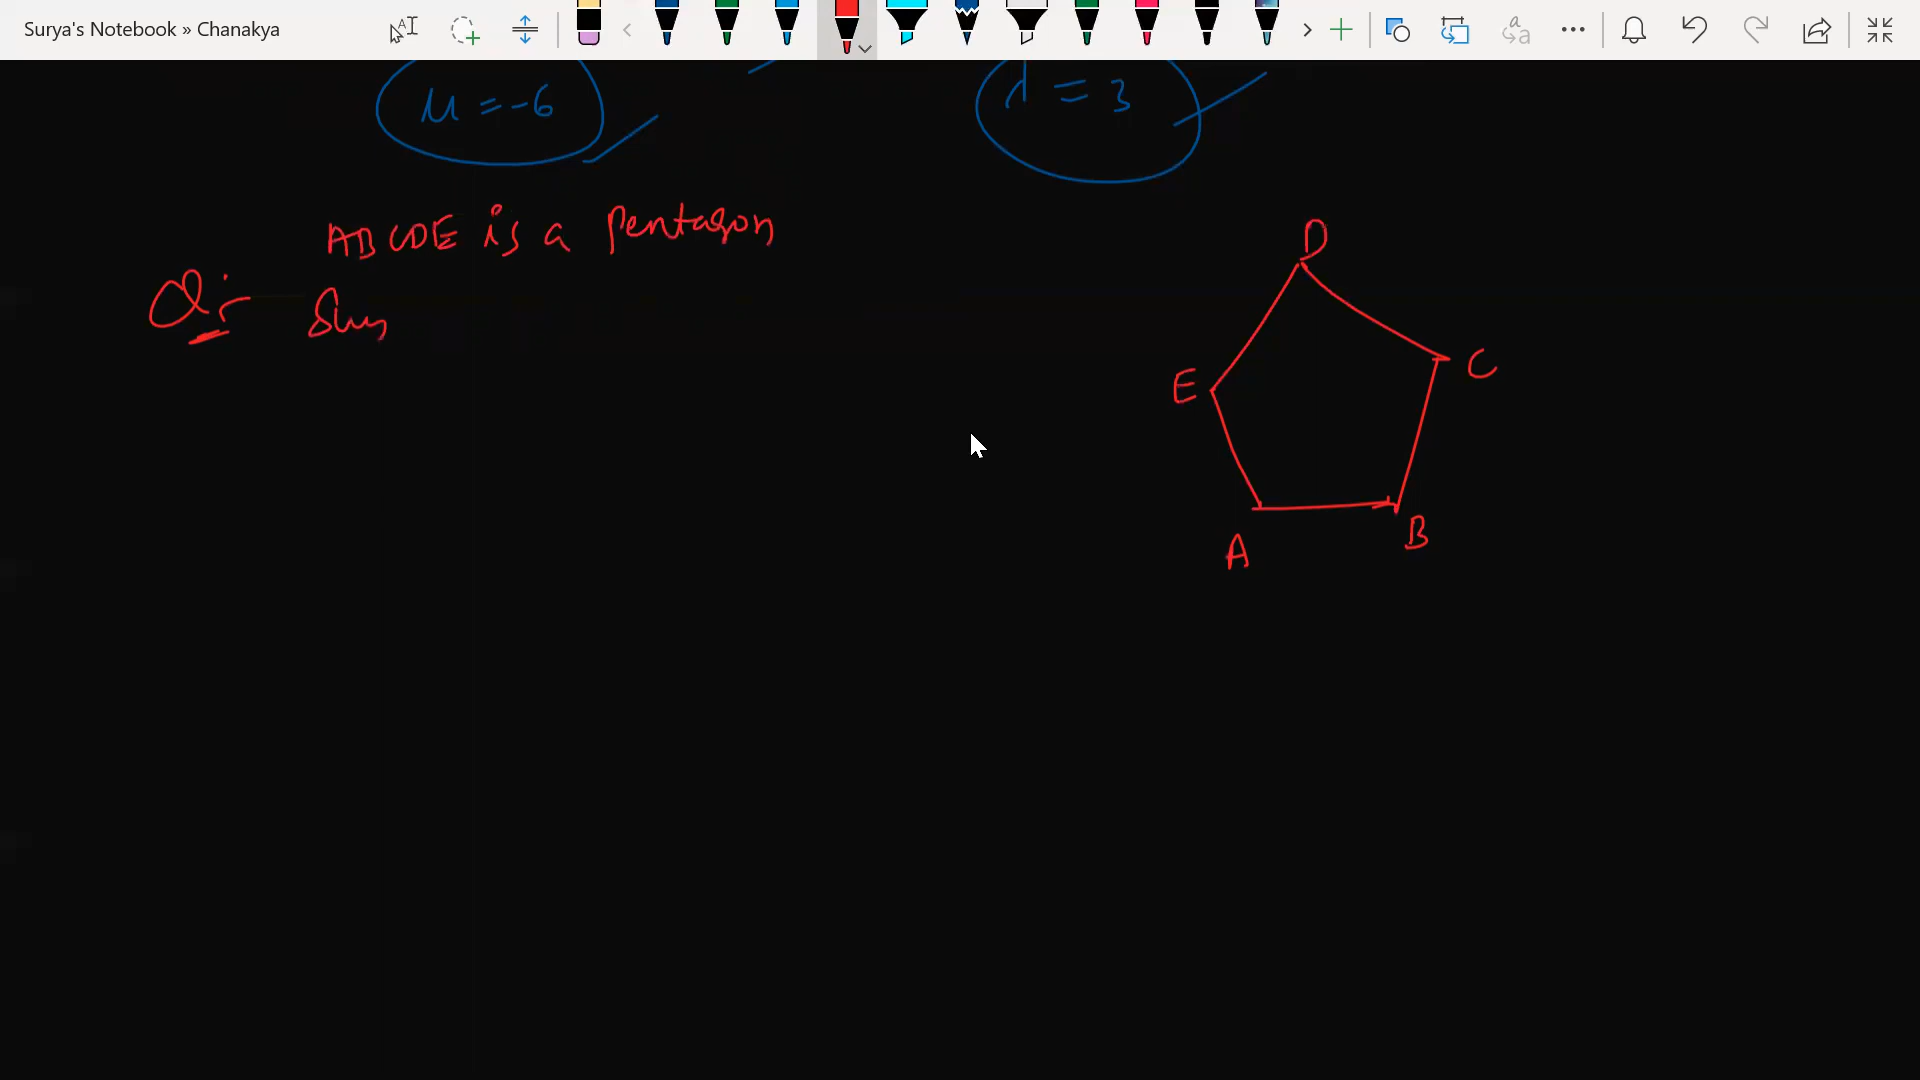 Surya's Notebook » Chanakya
μ = -6
λ = 3
ABCDE is a pentagon
Q:-
D
E
C
A
B